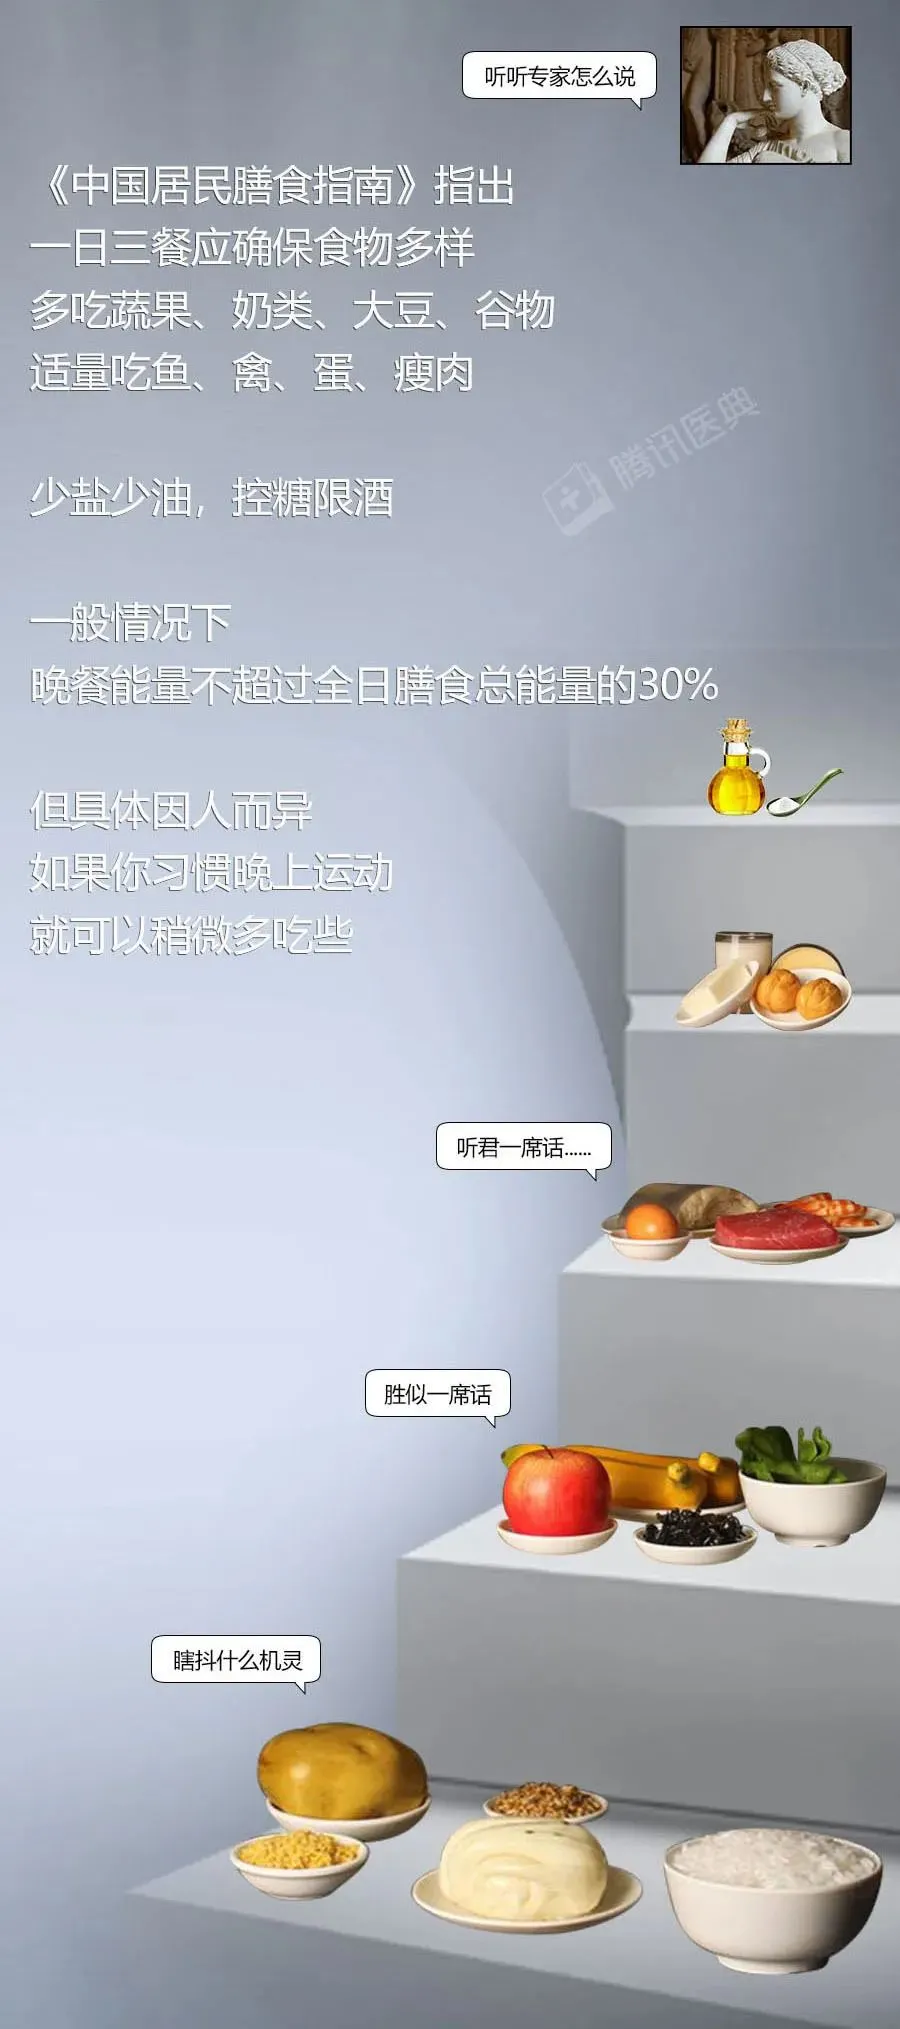 听听专家怎么说
《中国居民膳食指南》指出
一日三餐应确保食物多样
多吃蔬果、奶类、大豆、谷物
适量吃鱼、禽、蛋、瘦肉
腾讯医典
少盐少油，控糖限酒
一般情况下
晚餐能量不超过全日膳食总能量的30%
但具体因人而异
如果你习惯晚上运动
就可以稍微多吃些
听君一席话……
胜似一席话
瞎抖什么机灵